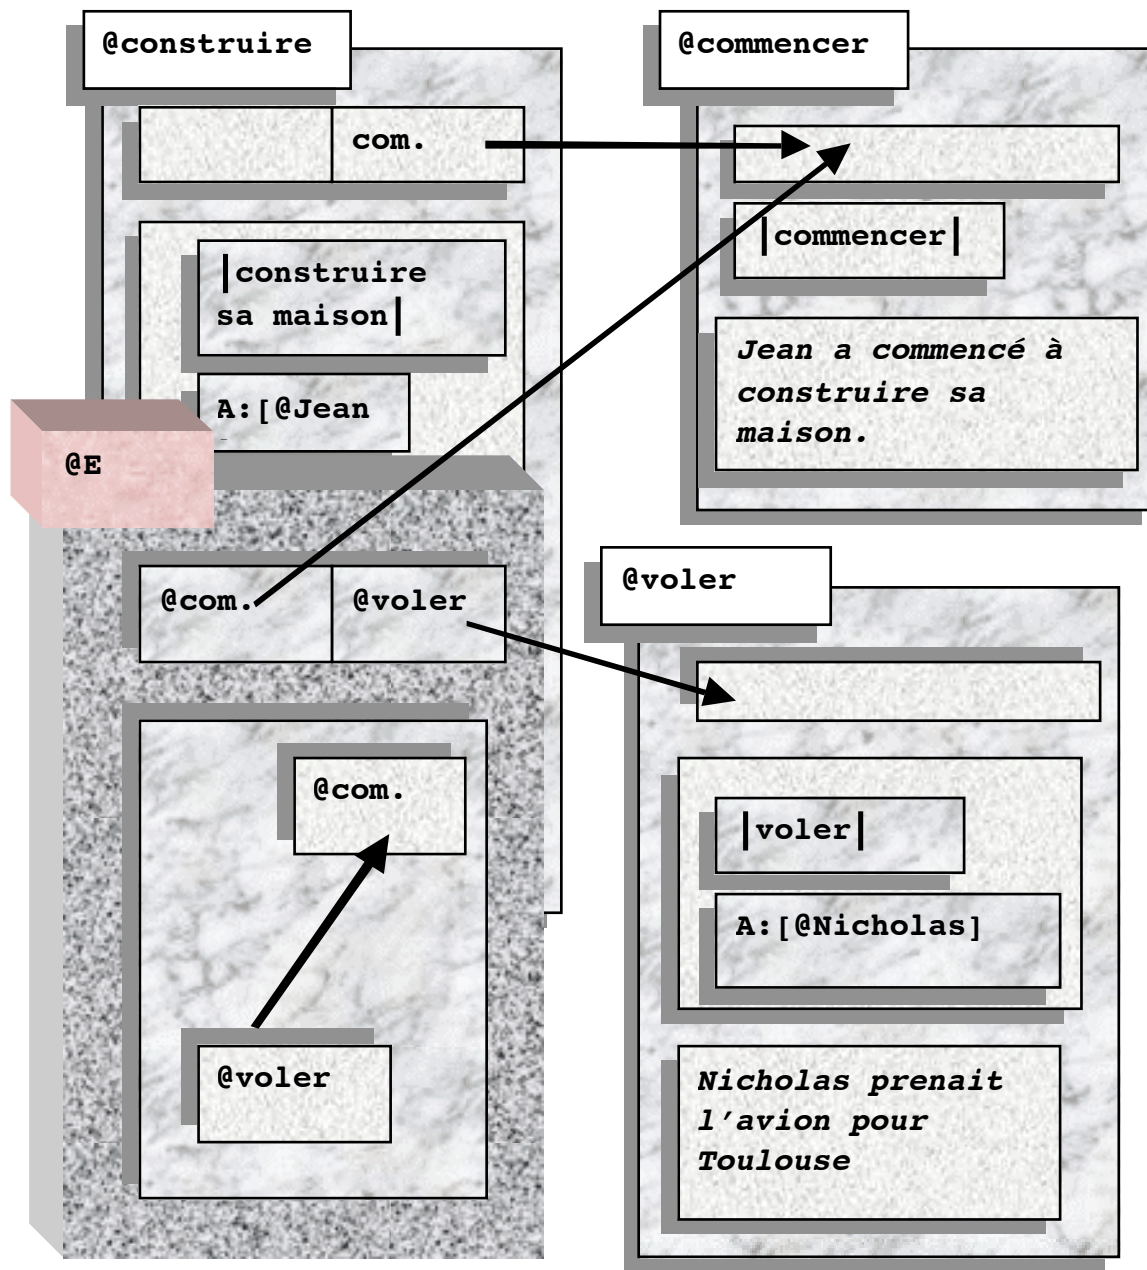 @construire
com.
|construire
sa maison|
A:[@Jean
@commencer
|commencer|
Jean a commencé à
construire sa
maison.
@E
@com.
@voler
@com.
@voler
@voler
|voler|
A:[@Nicholas]
Nicholas prenait
l’avion pour
Toulouse